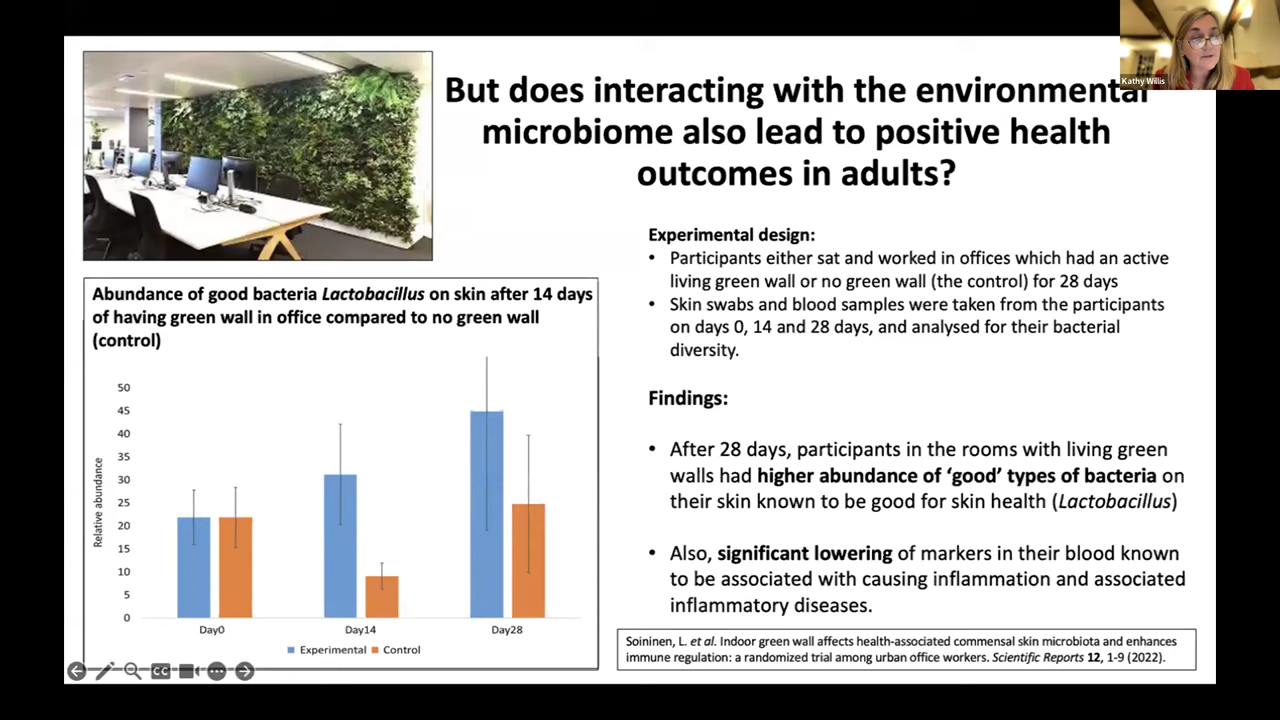 Kathy Willis
But does interacting with the environmental
microbiome also lead to positive health
outcomes in adults?
Experimental design:
• Participants either sat and worked in offices which had an active
living green wall or no green wall (the control) for 28 days
• Skin swabs and blood samples were taken from the participants
on days 0, 14 and 28 days, and analysed for their bacterial
diversity.
Abundance of good bacteria Lactobacillus on skin after 14 days
of having green wall in office compared to no green wall
(control)
50
45
40
35
30
25
20
15
10
5
0
Relative abundance
Day0
Day14
Day28
Experimental
Control
Findings:
• After 28 days, participants in the rooms with living green
walls had higher abundance of ‘good’ types of bacteria on
their skin known to be good for skin health (Lactobacillus)
• Also, significant lowering of markers in their blood known
to be associated with causing inflammation and associated
inflammatory diseases.
Soininen, L. et al. Indoor green wall affects health-associated commensal skin microbiota and enhances
immune regulation: a randomized trial among urban office workers. Scientific Reports 12, 1-9 (2022).
CC